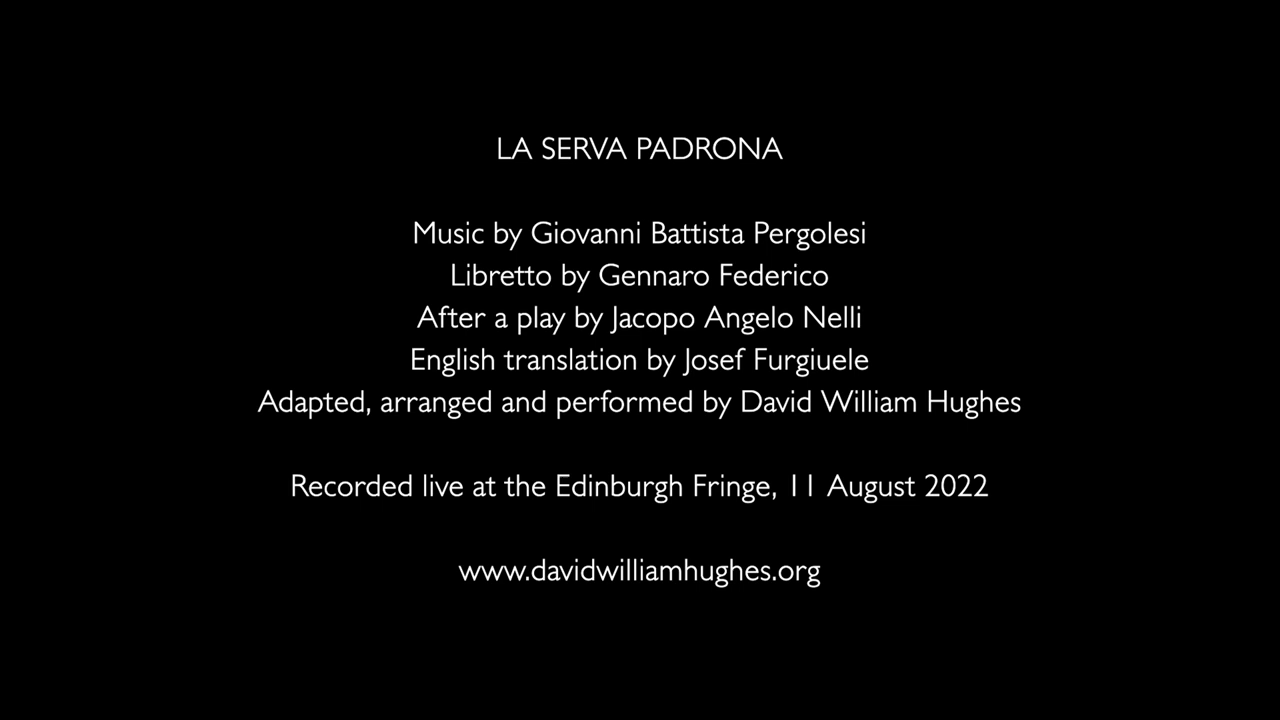 LA SERVA PADRONA
Music by Giovanni Battista Pergolesi
Libretto by Gennaro Federico
After a play by Jacopo Angelo Nelli
English translation by Josef Furgiuele
Adapted, arranged and performed by David William Hughes
Recorded live at the Edinburgh Fringe, 11 August 2022
www.davidwilliamhughes.org